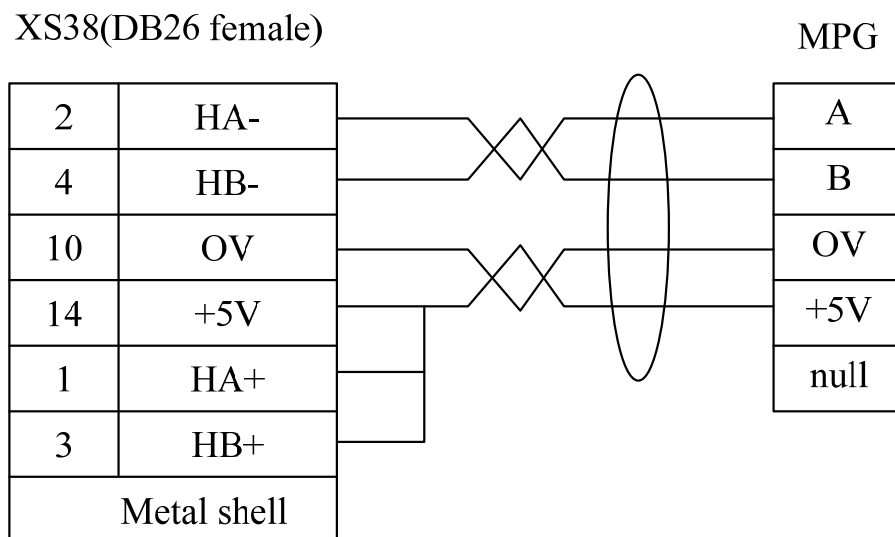 XS38(DB26 female)
MPG
2 HA- A
4 HB- B
10 OV OV
14 +5V +5V
1 HA+ null
3 HB+
Metal shell